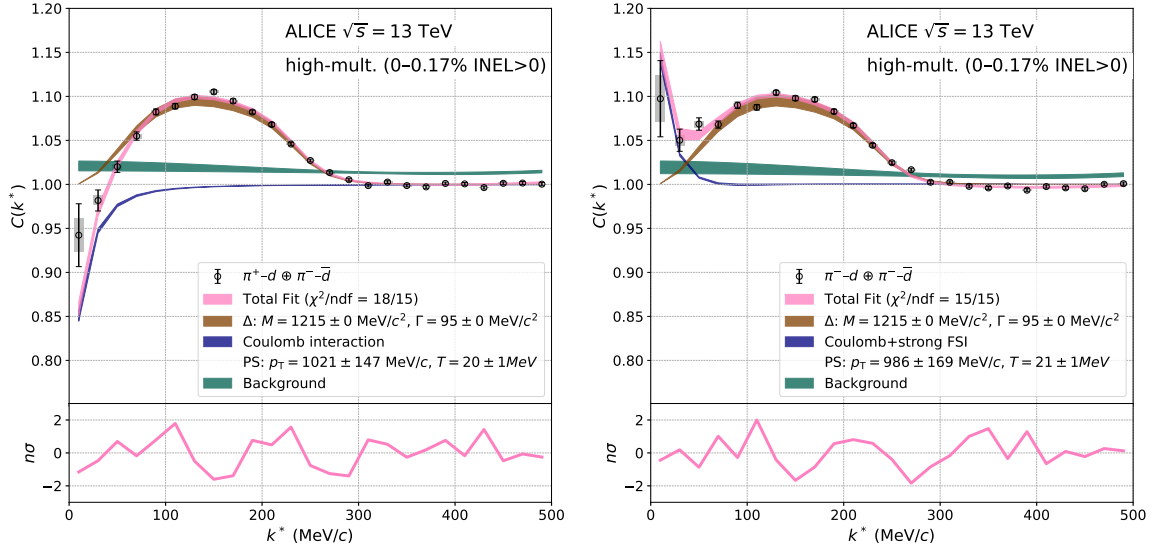 ALICE √s = 13 TeV
high-mult. (0–0.17% INEL>0)
C(k*)
1.20
1.15
1.10
1.05
1.00
0.95
0.90
0.85
0.80
π⁺–d ⊕ π⁻–d̅
Total Fit (χ²/ndf = 18/15)
Δ: M = 1215 ± 0 MeV/c², Γ = 95 ± 0 MeV/c²
Coulomb interaction
PS: pT = 1021 ± 147 MeV/c, T = 20 ± 1MeV
Background
nσ
2
0
−2
0 100 200 300 400 500
k* (MeV/c)
ALICE √s = 13 TeV
high-mult. (0–0.17% INEL>0)
C(k*)
1.20
1.15
1.10
1.05
1.00
0.95
0.90
0.85
0.80
π⁻–d ⊕ π⁻–d̅
Total Fit (χ²/ndf = 15/15)
Δ: M = 1215 ± 0 MeV/c², Γ = 95 ± 0 MeV/c²
Coulomb+strong FSI
PS: pT = 986 ± 169 MeV/c, T = 21 ± 1MeV
Background
nσ
2
0
−2
0 100 200 300 400 500
k* (MeV/c)